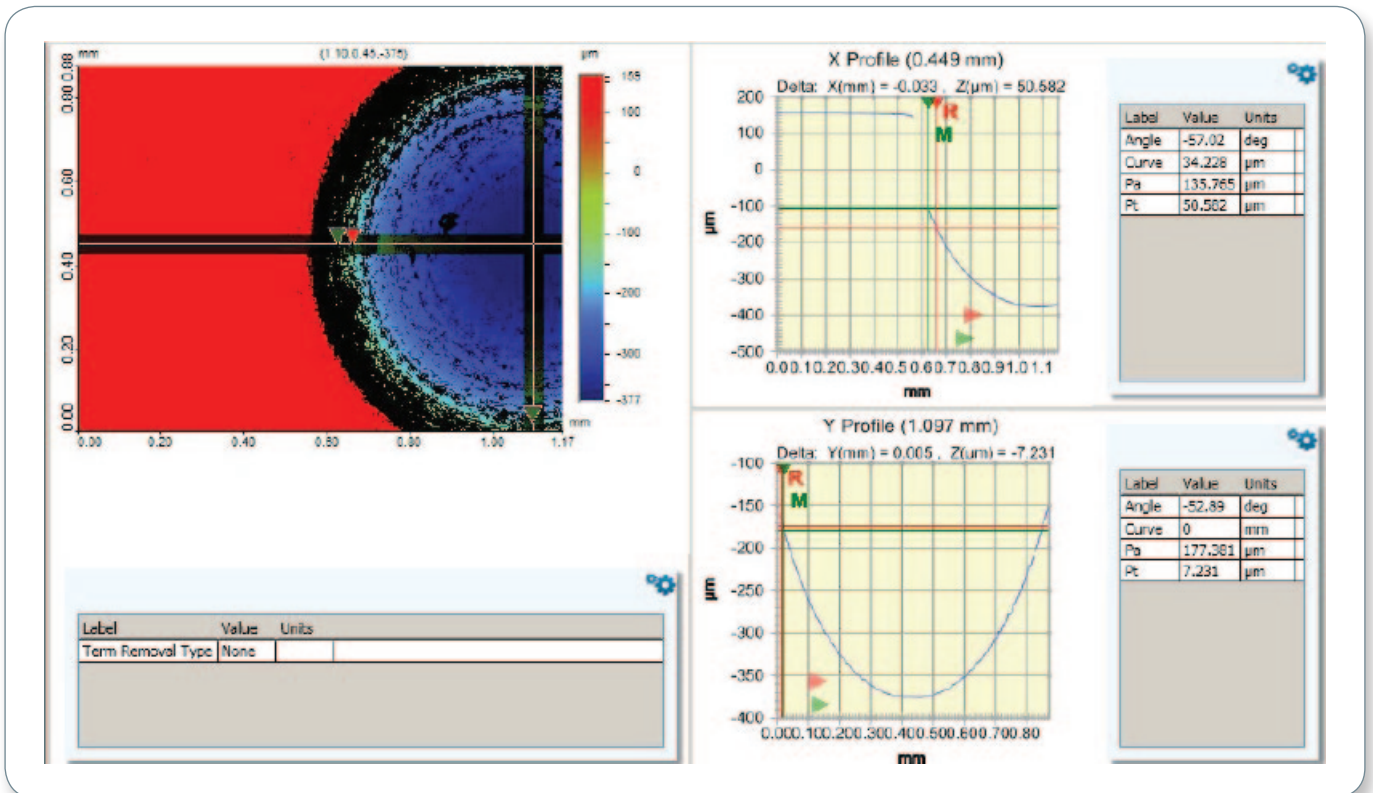 mm (1.10,0.45,-375) µm
0.88
0.80
0.60
0.40
0.20
0.00
0.00 0.20 0.40 0.60 0.80 1.00 1.17
mm
100
0
-100
-200
-300
-377
X Profile (0.449 mm)
Delta: X(mm) = -0.033 , Z(µm) = 50.582
R
M
200
100
0
-100
-200
-300
-400
-500
µm
0.00.10.20.30.40.5 0.60.70.80.91.0 1.1
mm
Label Value Units
Angle -57.02 deg
Curve 34.228 µm
Pa 135.765 µm
Pt 50.582 µm
Y Profile (1.097 mm)
Delta: Y(mm) = 0.005 , Z(µm) = -7.231
R
M
-100
-150
-200
-250
-300
-350
-400
µm
0.000.100.200.300.400.500.600.700.80
mm
Label Value Units
Angle -52.89 deg
Curve 0 mm
Pa 177.381 µm
Pt 7.231 µm
Label Value Units
Term Removal Type None